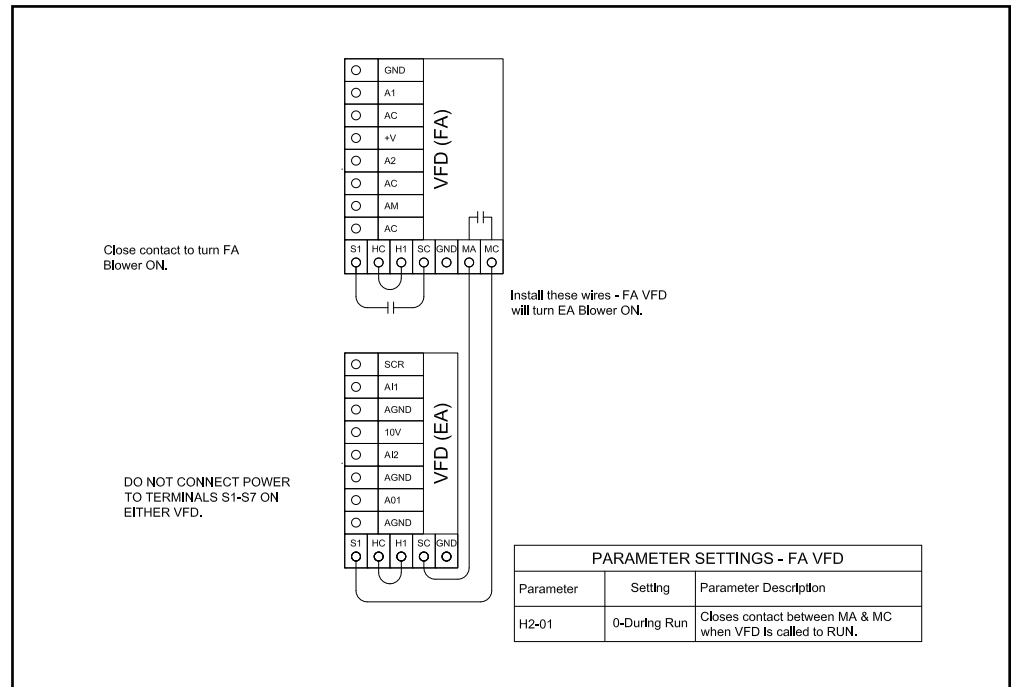 GND
A1
AC
+V
A2
AC
AM
AC
VFD (FA)
S1 HC H1 SC GND MA MC
Close contact to turn FA
Blower ON.
Install these wires - FA VFD
will turn EA Blower ON.
SCR
AI1
AGND
10V
AI2
AGND
A01
AGND
VFD (EA)
S1 HC H1 SC GND
DO NOT CONNECT POWER
TO TERMINALS S1-S7 ON
EITHER VFD.
PARAMETER SETTINGS - FA VFD
Parameter Setting Parameter Description
H2-01 0-During Run Closes contact between MA & MC
when VFD is called to RUN.